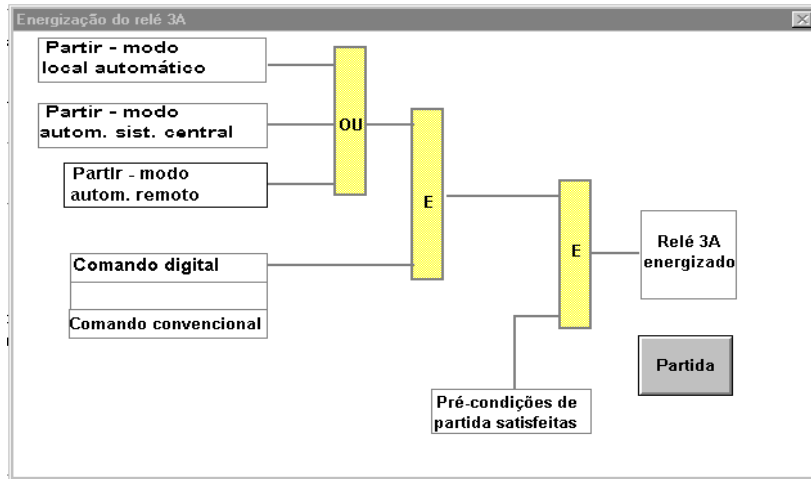 Energização do relé 3A
Partir - modo
local automático
Partir - modo
autom. sist. central
Partir - modo
autom. remoto
OU
E
E
Comando digital
Comando convencional
Relé 3A
energizado
Partida
Pré-condições de
partida satisfeitas